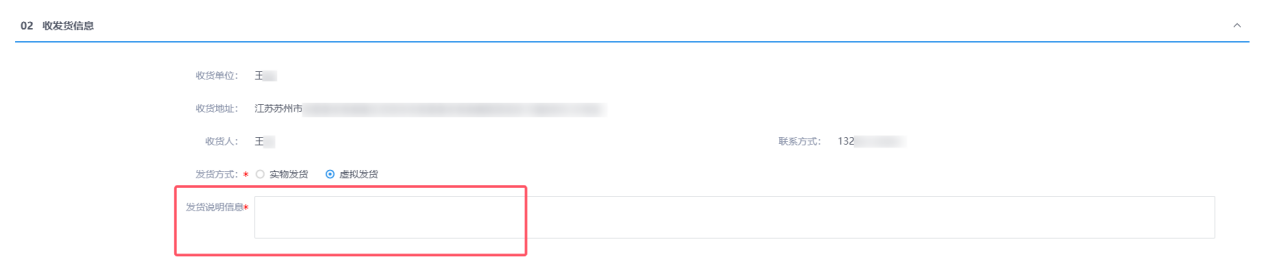 02 收发货信息
收货单位： 王
收货地址： 江苏苏州市
收货人： 王 联系方式： 132
发货方式：* 实物发货 虚拟发货
发货说明信息*